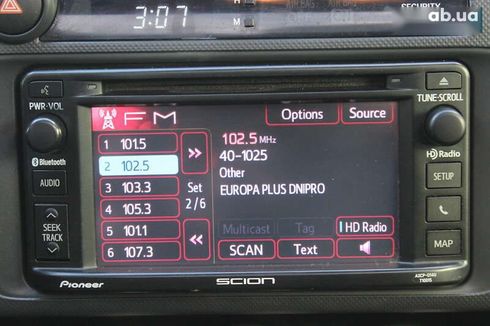 SECURITY
ab.ua
AIR BAG
H
M
3:07
PWR·VOL
TUNE·SCROLL
Bluetooth
HD Radio
AUDIO
SETUP
SEEK
TRACK
MAP
FM
Options
Source
1 101.5
2 102.5
3 103.3
4 105.3
5 101.1
6 107.3
Set
2/6
102.5 MHz
40-1025
Other
EUROPA PLUS DNIPRO
Multicast
Tag
HD Radio
SCAN
Text
Pioneer
SCION